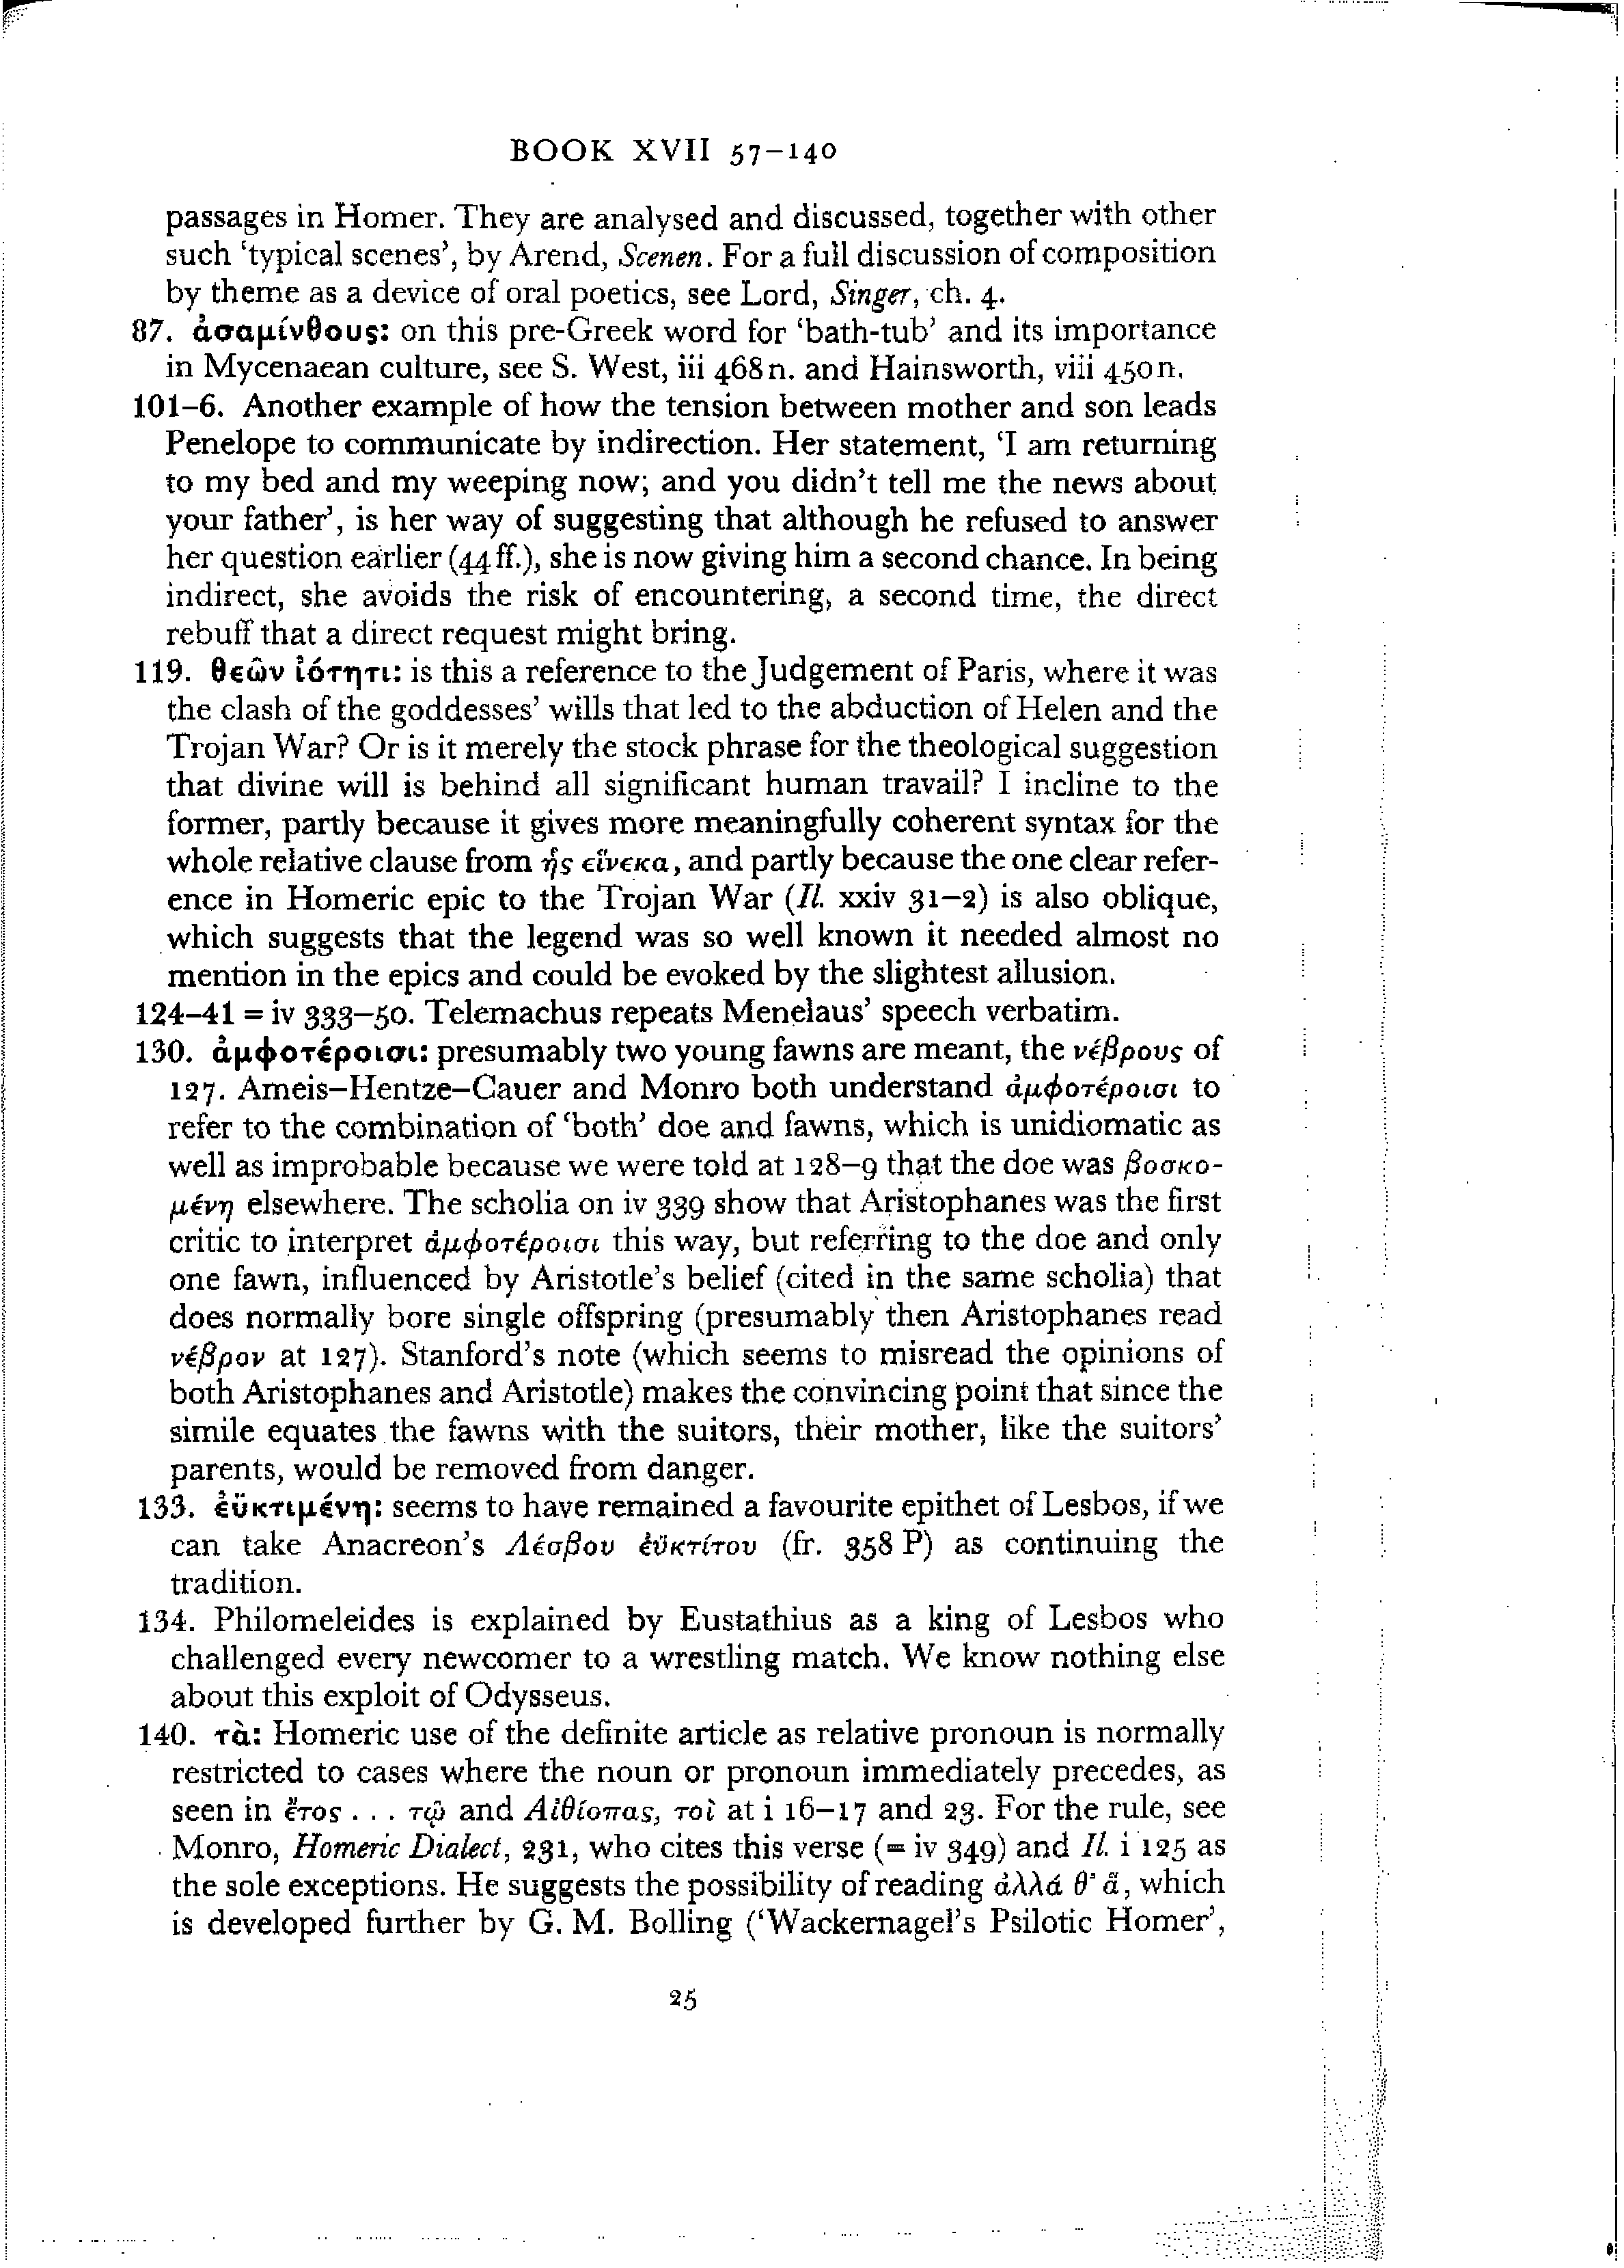 BOOK XVII 57–140
passages in Homer. They are analysed and discussed, together with other
such ‘typical scenes’, by Arend, Scenen. For a full discussion of composition
by theme as a device of oral poetics, see Lord, Singer, ch. 4.
87. ἀσαμίνθους: on this pre-Greek word for ‘bath-tub’ and its importance
in Mycenaean culture, see S. West, iii 468 n. and Hainsworth, viii 450 n.
101–6. Another example of how the tension between mother and son leads
Penelope to communicate by indirection. Her statement, ‘I am returning
to my bed and my weeping now; and you didn’t tell me the news about
your father’, is her way of suggesting that although he refused to answer
her question earlier (44 ff.), she is now giving him a second chance. In being
indirect, she avoids the risk of encountering, a second time, the direct
rebuff that a direct request might bring.
119. θεῶν ἰότητι: is this a reference to the Judgement of Paris, where it was
the clash of the goddesses’ wills that led to the abduction of Helen and the
Trojan War? Or is it merely the stock phrase for the theological suggestion
that divine will is behind all significant human travail? I incline to the
former, partly because it gives more meaningfully coherent syntax for the
whole relative clause from ἧς εἵνεκα, and partly because the one clear refer-
ence in Homeric epic to the Trojan War (Il. xxiv 31–2) is also oblique,
which suggests that the legend was so well known it needed almost no
mention in the epics and could be evoked by the slightest allusion.
124–41 = iv 333–50. Telemachus repeats Menelaus’ speech verbatim.
130. ἀμφοτέροισι: presumably two young fawns are meant, the νέβρους of
127. Ameis–Hentze–Cauer and Monro both understand ἀμφοτέροισι to
refer to the combination of ‘both’ doe and fawns, which is unidiomatic as
well as improbable because we were told at 128–9 that the doe was βοσκο-
μένη elsewhere. The scholia on iv 339 show that Aristophanes was the first
critic to interpret ἀμφοτέροισι this way, but referring to the doe and only
one fawn, influenced by Aristotle’s belief (cited in the same scholia) that
does normally bore single offspring (presumably then Aristophanes read
νέβρον at 127). Stanford’s note (which seems to misread the opinions of
both Aristophanes and Aristotle) makes the convincing point that since the
simile equates the fawns with the suitors, their mother, like the suitors’
parents, would be removed from danger.
133. ἐϋκτιμένη: seems to have remained a favourite epithet of Lesbos, if we
can take Anacreon’s Λέσβου ἐϋκτίτου (fr. 358 P) as continuing the
tradition.
134. Philomeleides is explained by Eustathius as a king of Lesbos who
challenged every newcomer to a wrestling match. We know nothing else
about this exploit of Odysseus.
140. τὰ: Homeric use of the definite article as relative pronoun is normally
restricted to cases where the noun or pronoun immediately precedes, as
seen in ἔτος . . . τῷ and Αἰθίοπας, τοὶ at i 16–17 and 23. For the rule, see
Monro, Homeric Dialect, 231, who cites this verse (= iv 349) and Il. i 125 as
the sole exceptions. He suggests the possibility of reading ἀλλά θ’ ἅ, which
is developed further by G. M. Bolling (‘Wackernagel’s Psilotic Homer’,
25